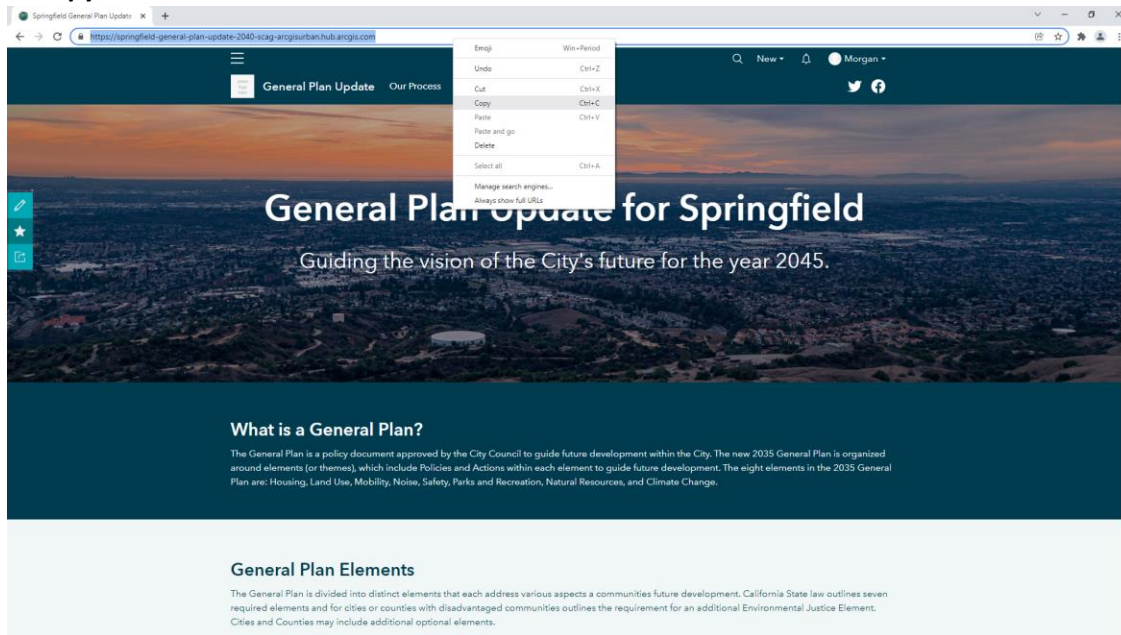 Springfield General Plan Update
https://springfield-general-plan-update-2040-scag-arcgisurban.hub.arcgis.com
New
Morgan
General Plan Update Our Process
Emoji Win+Period
Undo Ctrl+Z
Cut Ctrl+X
Copy Ctrl+C
Paste Ctrl+V
Paste and go
Delete
Select all Ctrl+A
Manage search engines...
Always show full URLs
General Plan Update for Springfield
Guiding the vision of the City's future for the year 2045.
What is a General Plan?
The General Plan is a policy document approved by the City Council to guide future development within the City. The new 2035 General Plan is organized
around elements (or themes), which include Policies and Actions within each element to guide future development. The eight elements in the 2035 General
Plan are: Housing, Land Use, Mobility, Noise, Safety, Parks and Recreation, Natural Resources, and Climate Change.
General Plan Elements
The General Plan is divided into distinct elements that each address various aspects a communities future development. California State law outlines seven
required elements and for cities or counties with disadvantaged communities outlines the requirement for an additional Environmental Justice Element.
Cities and Counties may include additional optional elements.